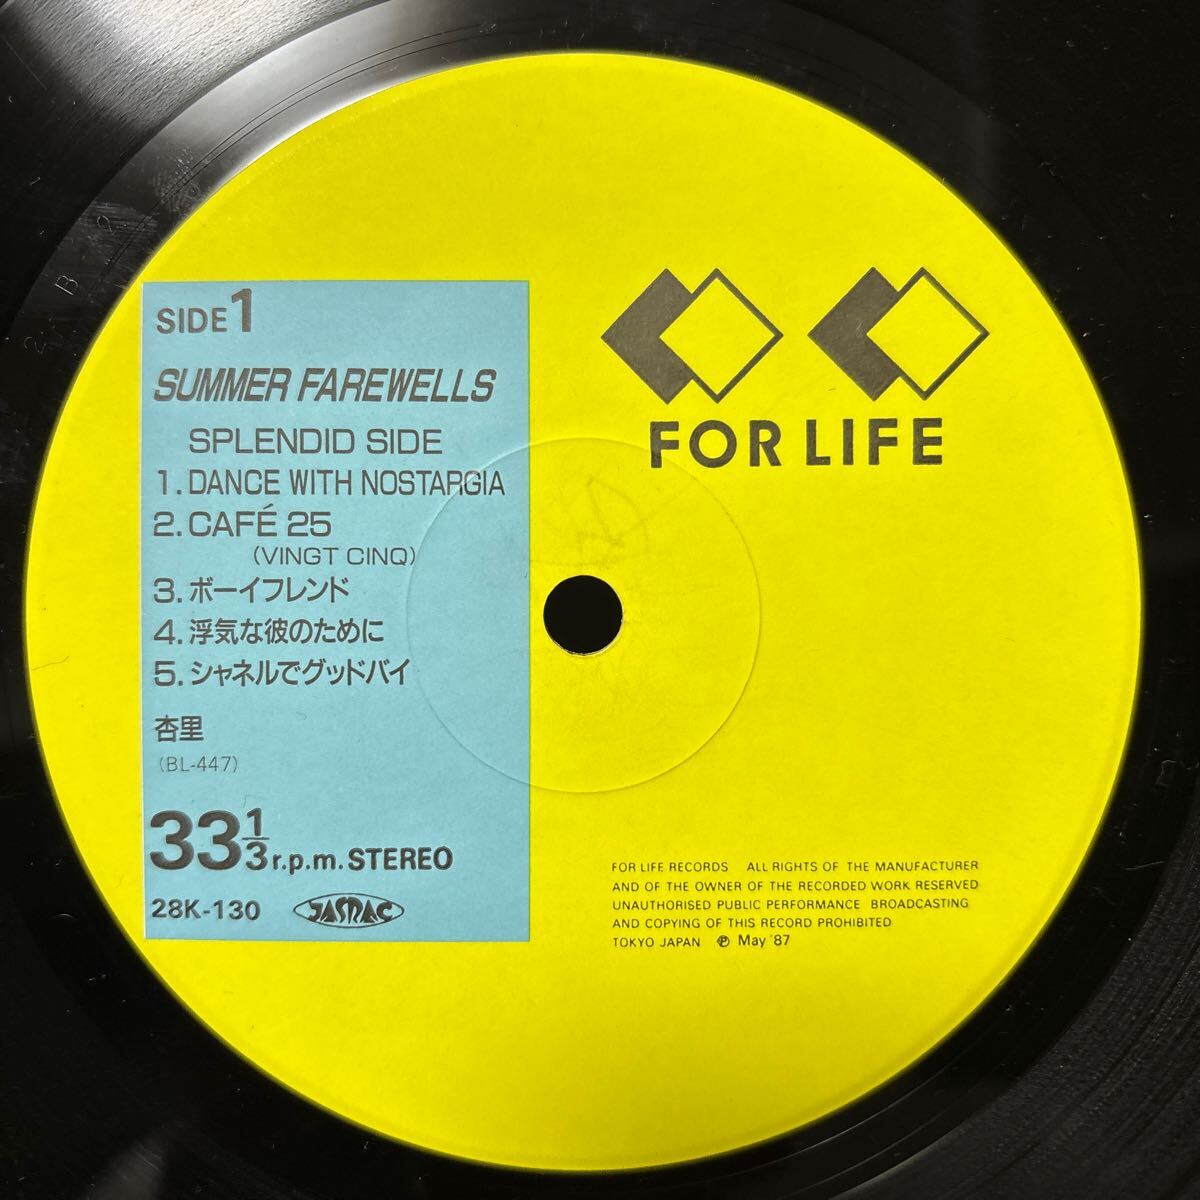 SIDE 1
SUMMER FAREWELLS
SPLENDID SIDE
1. DANCE WITH NOSTARGIA
2. CAFÉ 25
(VINGT CINQ)
3. ボーイフレンド
4. 浮気な彼のために
5. シャネルでグッドバイ
杏里
(BL-447)
33 1/3 r.p.m. STEREO
28K-130 JASRAC
FOR LIFE
FOR LIFE RECORDS ALL RIGHTS OF THE MANUFACTURER
AND OF THE OWNER OF THE RECORDED WORK RESERVED
UNAUTHORISED PUBLIC PERFORMANCE BROADCASTING
AND COPYING OF THIS RECORD PROHIBITED
TOKYO JAPAN ℗ May '87